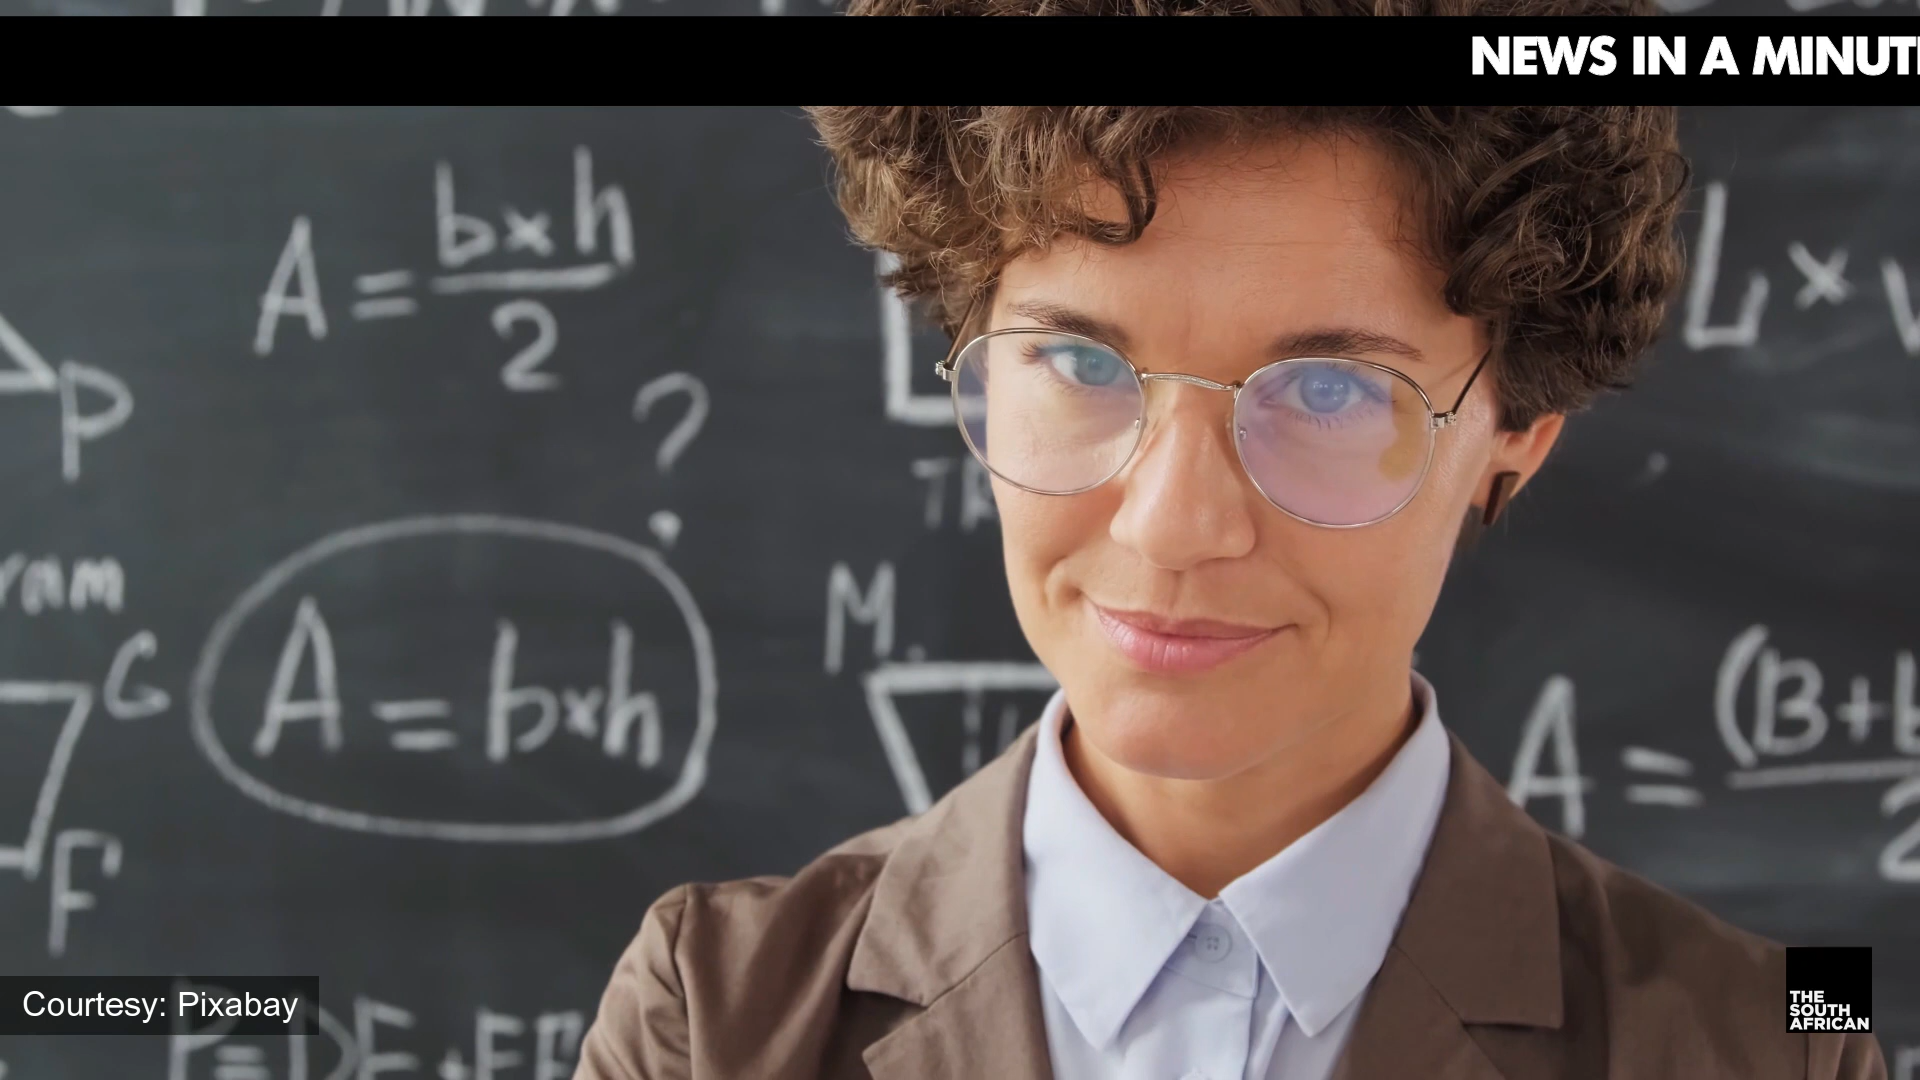 NEWS IN A MINUT
A = b×h
2
P
?
L×
A = b×h
G
M
A = (B+b
2
F
Courtesy: Pixabay
THE
SOUTH
AFRICAN